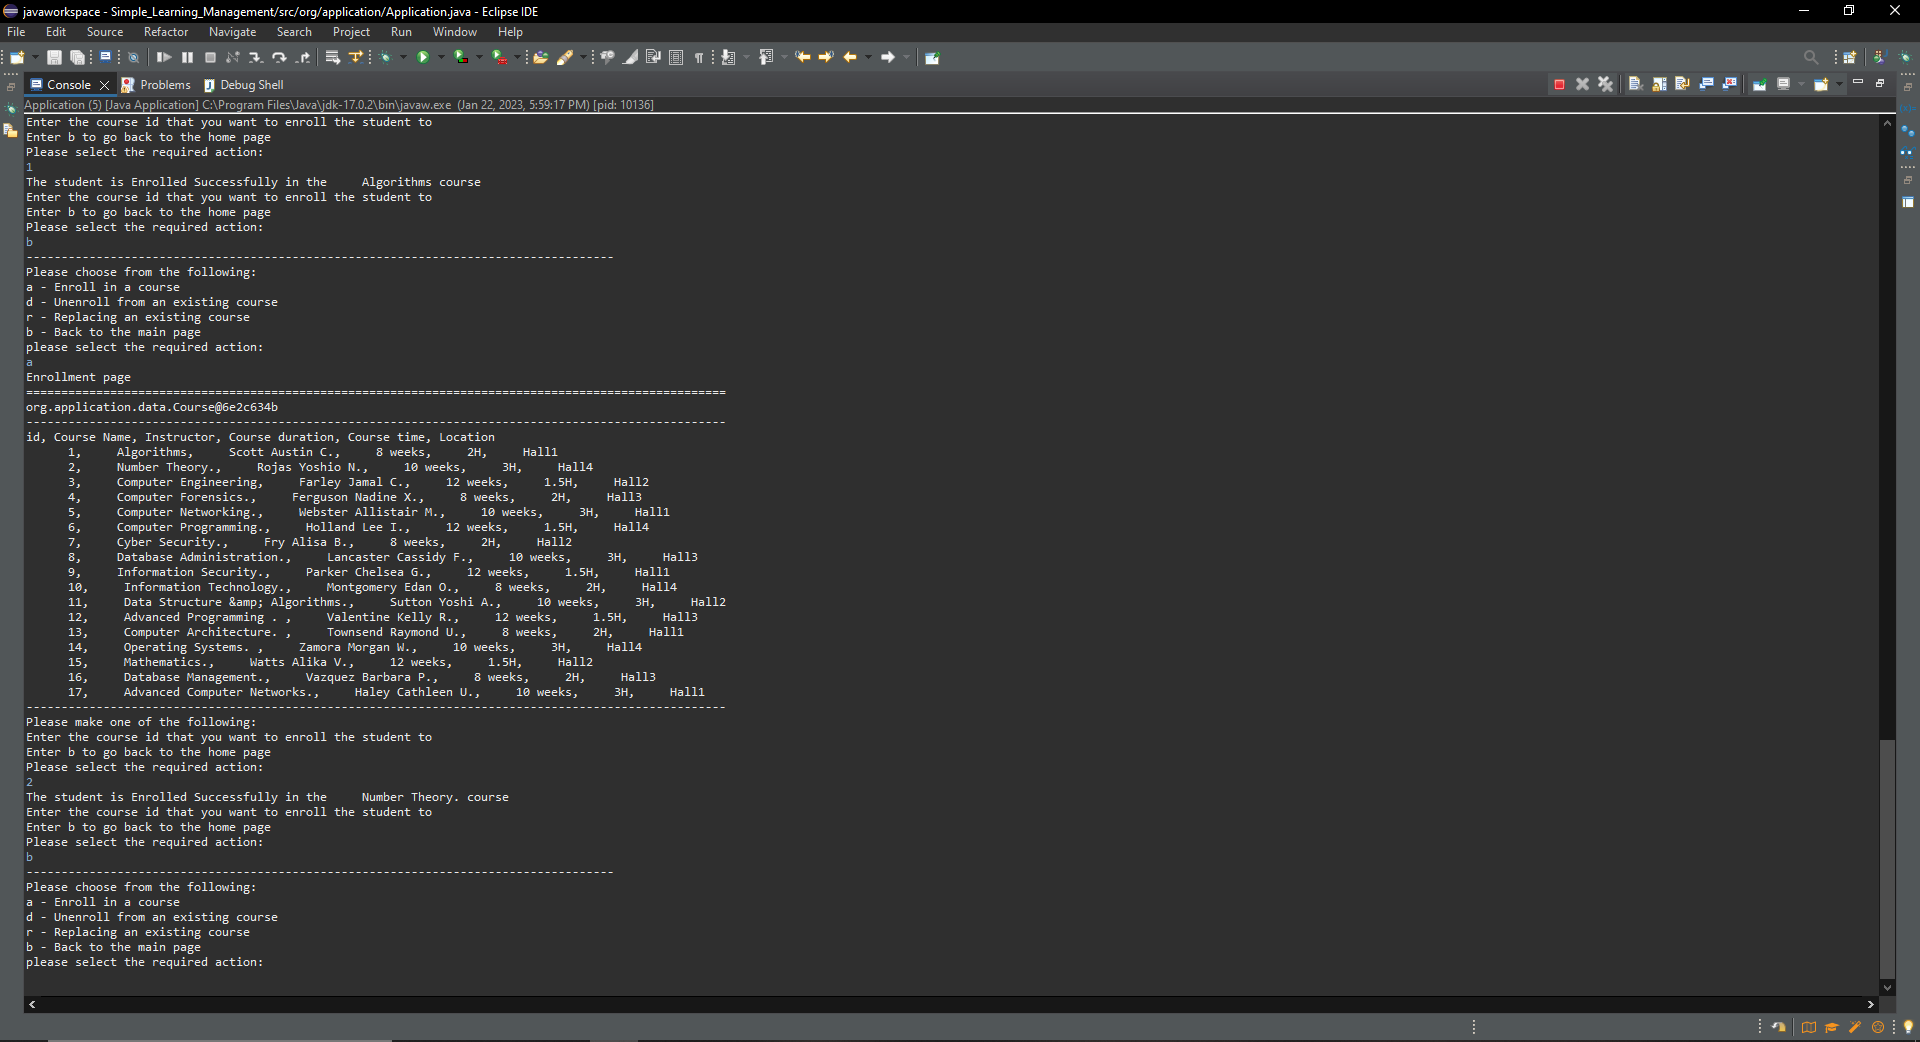 javaworkspace - Simple_Learning_Management/src/org/application/Application.java - Eclipse IDE
File Edit Source Refactor Navigate Search Project Run Window Help
Console Problems Debug Shell
Application (5) [Java Application] C:\Program Files\Java\jdk-17.0.2\bin\javaw.exe (Jan 22, 2023, 5:59:17 PM) [pid: 10136]
Enter the course id that you want to enroll the student to
Enter b to go back to the home page
Please select the required action:
1
The student is Enrolled Successfully in the     Algorithms course
Enter the course id that you want to enroll the student to
Enter b to go back to the home page
Please select the required action:
b
------------------------------------------------------------------------------------
Please choose from the following:
a - Enroll in a course
d - Unenroll from an existing course
r - Replacing an existing course
b - Back to the main page
please select the required action:
a
Enrollment page
====================================================================================================
org.application.data.Course@6e2c634b
----------------------------------------------------------------------------------------------------
id, Course Name, Instructor, Course duration, Course time, Location
1,     Algorithms,     Scott Austin C.,     8 weeks,     2H,     Hall1
2,     Number Theory.,     Rojas Yoshio N.,     10 weeks,     3H,     Hall4
3,     Computer Engineering,     Farley Jamal C.,     12 weeks,     1.5H,     Hall2
4,     Computer Forensics.,     Ferguson Nadine X.,     8 weeks,     2H,     Hall3
5,     Computer Networking.,     Webster Allistair M.,     10 weeks,     3H,     Hall1
6,     Computer Programming.,     Holland Lee I.,     12 weeks,     1.5H,     Hall4
7,     Cyber Security.,     Fry Alisa B.,     8 weeks,     2H,     Hall2
8,     Database Administration.,     Lancaster Cassidy F.,     10 weeks,     3H,     Hall3
9,     Information Security.,     Parker Chelsea G.,     12 weeks,     1.5H,     Hall1
10,     Information Technology.,     Montgomery Edan O.,     8 weeks,     2H,     Hall4
11,     Data Structure &amp; Algorithms.,     Sutton Yoshi A.,     10 weeks,     3H,     Hall2
12,     Advanced Programming . ,     Valentine Kelly R.,     12 weeks,     1.5H,     Hall3
13,     Computer Architecture. ,     Townsend Raymond U.,     8 weeks,     2H,     Hall1
14,     Operating Systems. ,     Zamora Morgan W.,     10 weeks,     3H,     Hall4
15,     Mathematics.,     Watts Alika V.,     12 weeks,     1.5H,     Hall2
16,     Database Management.,     Vazquez Barbara P.,     8 weeks,     2H,     Hall3
17,     Advanced Computer Networks.,     Haley Cathleen U.,     10 weeks,     3H,     Hall1
----------------------------------------------------------------------------------------------------
Please make one of the following:
Enter the course id that you want to enroll the student to
Enter b to go back to the home page
Please select the required action:
2
The student is Enrolled Successfully in the     Number Theory. course
Enter the course id that you want to enroll the student to
Enter b to go back to the home page
Please select the required action:
b
------------------------------------------------------------------------------------
Please choose from the following:
a - Enroll in a course
d - Unenroll from an existing course
r - Replacing an existing course
b - Back to the main page
please select the required action: